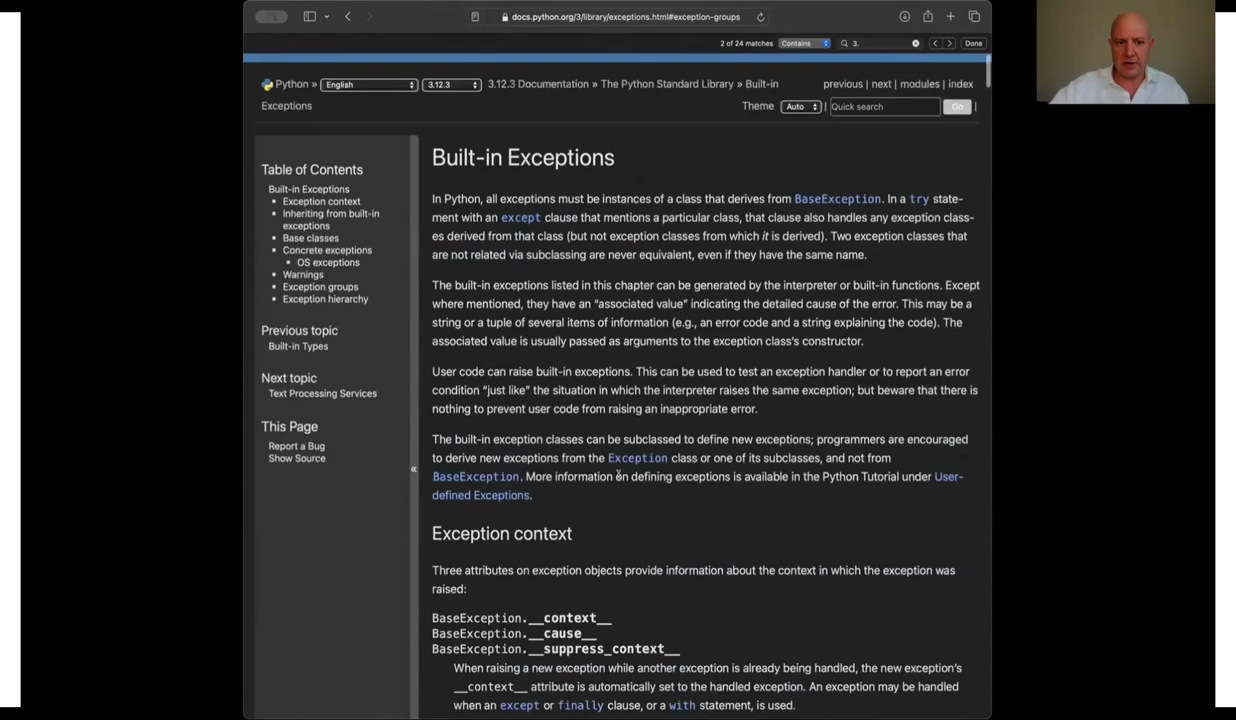 docs.python.org/3/library/exceptions.html#exception-groups
2 of 24 matches Contains 3. Done
Python » English 3.12.3 3.12.3 Documentation » The Python Standard Library » Built-in
Exceptions
previous | next | modules | index
Theme Auto | Quick search Go |
Table of Contents
Built-in Exceptions
• Exception context
• Inheriting from built-in
exceptions
• Base classes
• Concrete exceptions
• OS exceptions
• Warnings
• Exception groups
• Exception hierarchy
Previous topic
Built-in Types
Next topic
Text Processing Services
This Page
Report a Bug
Show Source
«
Built-in Exceptions
In Python, all exceptions must be instances of a class that derives from BaseException. In a try state-
ment with an except clause that mentions a particular class, that clause also handles any exception class-
es derived from that class (but not exception classes from which it is derived). Two exception classes that
are not related via subclassing are never equivalent, even if they have the same name.
The built-in exceptions listed in this chapter can be generated by the interpreter or built-in functions. Except
where mentioned, they have an “associated value” indicating the detailed cause of the error. This may be a
string or a tuple of several items of information (e.g., an error code and a string explaining the code). The
associated value is usually passed as arguments to the exception class’s constructor.
User code can raise built-in exceptions. This can be used to test an exception handler or to report an error
condition “just like” the situation in which the interpreter raises the same exception; but beware that there is
nothing to prevent user code from raising an inappropriate error.
The built-in exception classes can be subclassed to define new exceptions; programmers are encouraged
to derive new exceptions from the Exception class or one of its subclasses, and not from
BaseException. More information on defining exceptions is available in the Python Tutorial under User-
defined Exceptions.
Exception context
Three attributes on exception objects provide information about the context in which the exception was
raised:
BaseException.__context__
BaseException.__cause__
BaseException.__suppress_context__
When raising a new exception while another exception is already being handled, the new exception’s
__context__ attribute is automatically set to the handled exception. An exception may be handled
when an except or finally clause, or a with statement, is used.